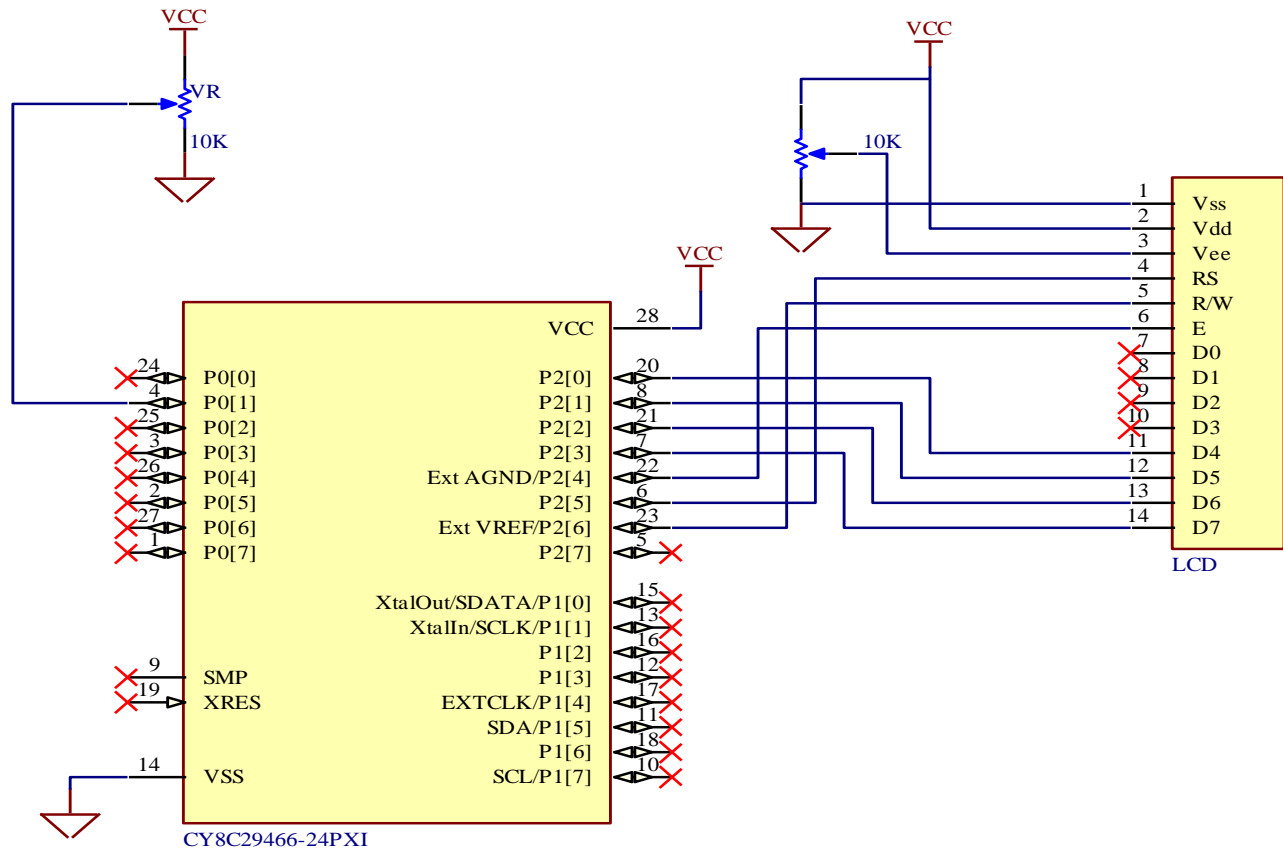 VCC
VR
10K
VCC
10K
VCC
1 Vss
2 Vdd
3 Vee
4 RS
5 R/W
6 E
7 D0
8 D1
9 D2
10 D3
11 D4
12 D5
13 D6
14 D7
LCD
VCC 28
24 P0[0]
4 P0[1]
25 P0[2]
3 P0[3]
26 P0[4]
2 P0[5]
27 P0[6]
1 P0[7]
9 SMP
19 XRES
14 VSS
P2[0] 20
P2[1] 8
P2[2] 21
P2[3] 7
Ext AGND/P2[4] 22
P2[5] 6
Ext VREF/P2[6] 23
P2[7] 5
XtalOut/SDATA/P1[0] 15
XtalIn/SCLK/P1[1] 13
P1[2] 16
P1[3] 12
EXTCLK/P1[4] 17
SDA/P1[5] 11
P1[6] 18
SCL/P1[7] 10
CY8C29466-24PXI